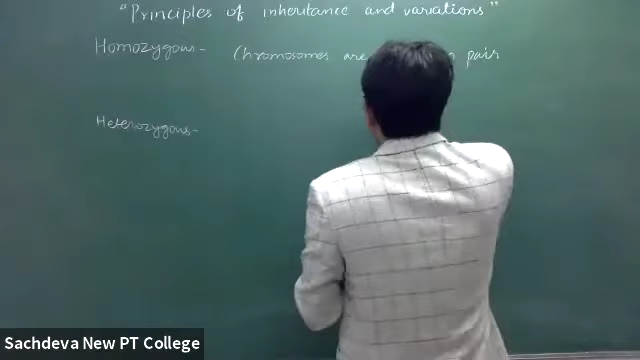 "Principles of inheritance and variations"
Homozygous- Chromosomes are pair
Heterozygous-
Sachdeva New PT College